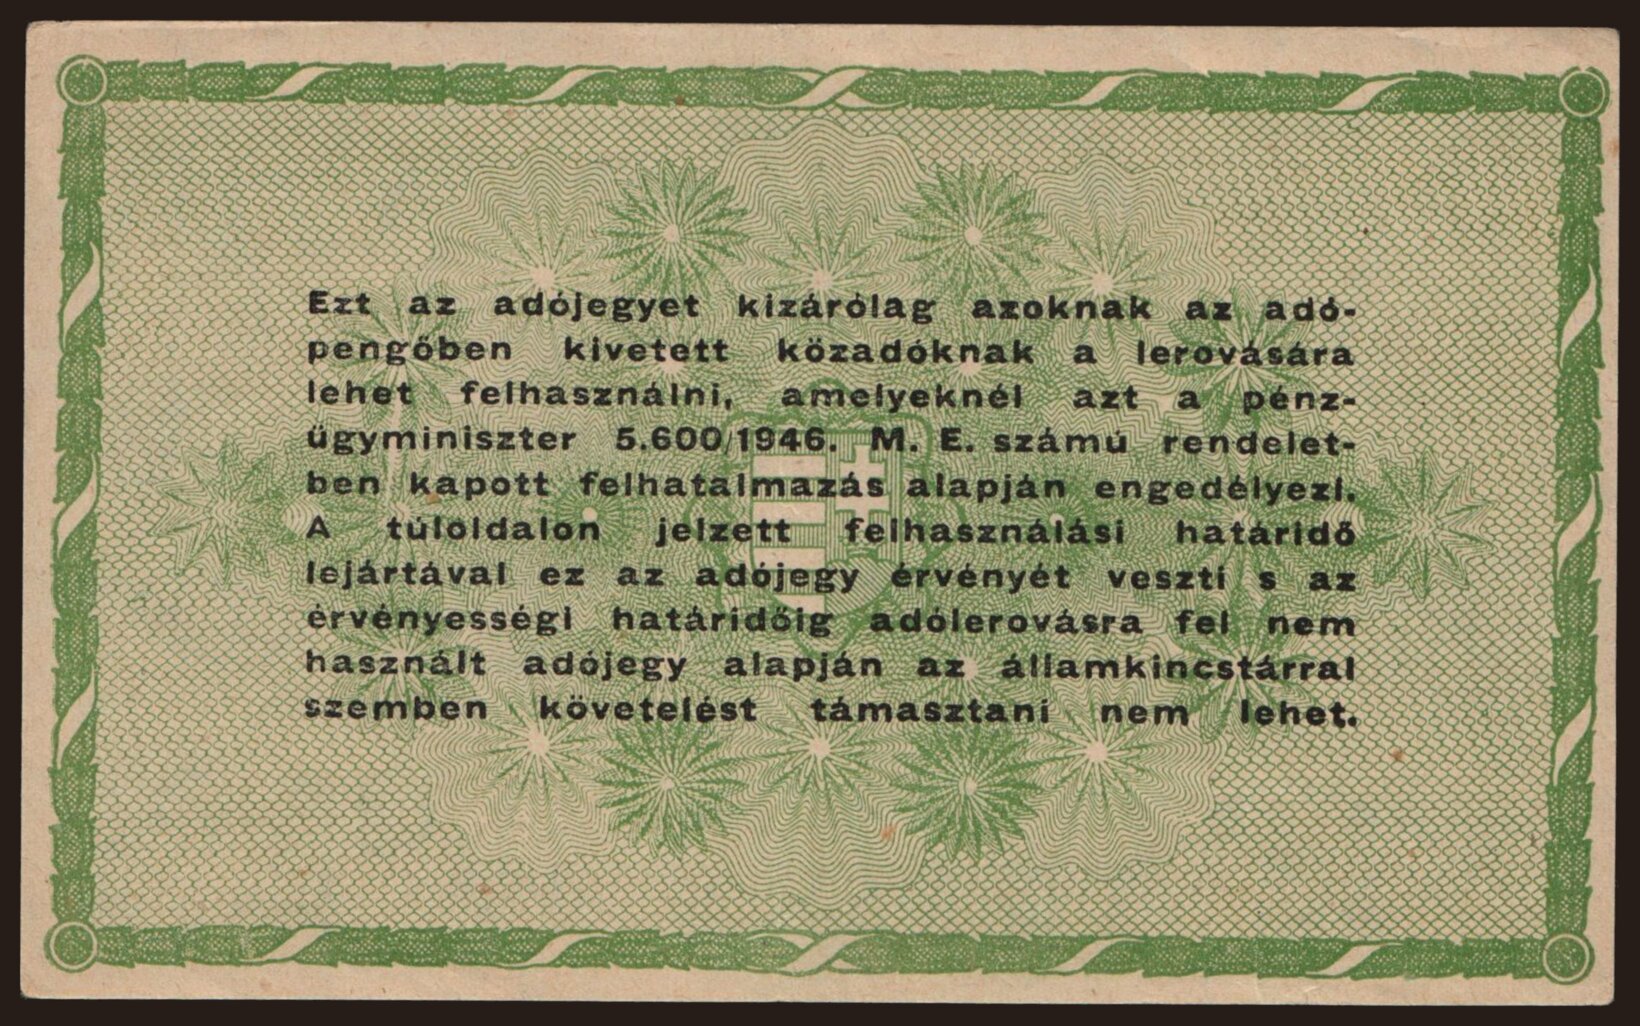 Ezt az adójegyet kizárólag azoknak az adó-
pengőben kivetett közadóknak a lerovására
lehet felhasználni, amelyeknél azt a pénz-
ügyminiszter 5.600/1946. M. E. számú rendelet-
ben kapott felhatalmazás alapján engedélyezi.
A túloldalon jelzett felhasználási határidő
lejártával ez az adójegy érvényét veszti s az
érvényességi határidőig adólerovásra fel nem
használt adójegy alapján az államkincstárral
szemben követelést támasztani nem lehet.